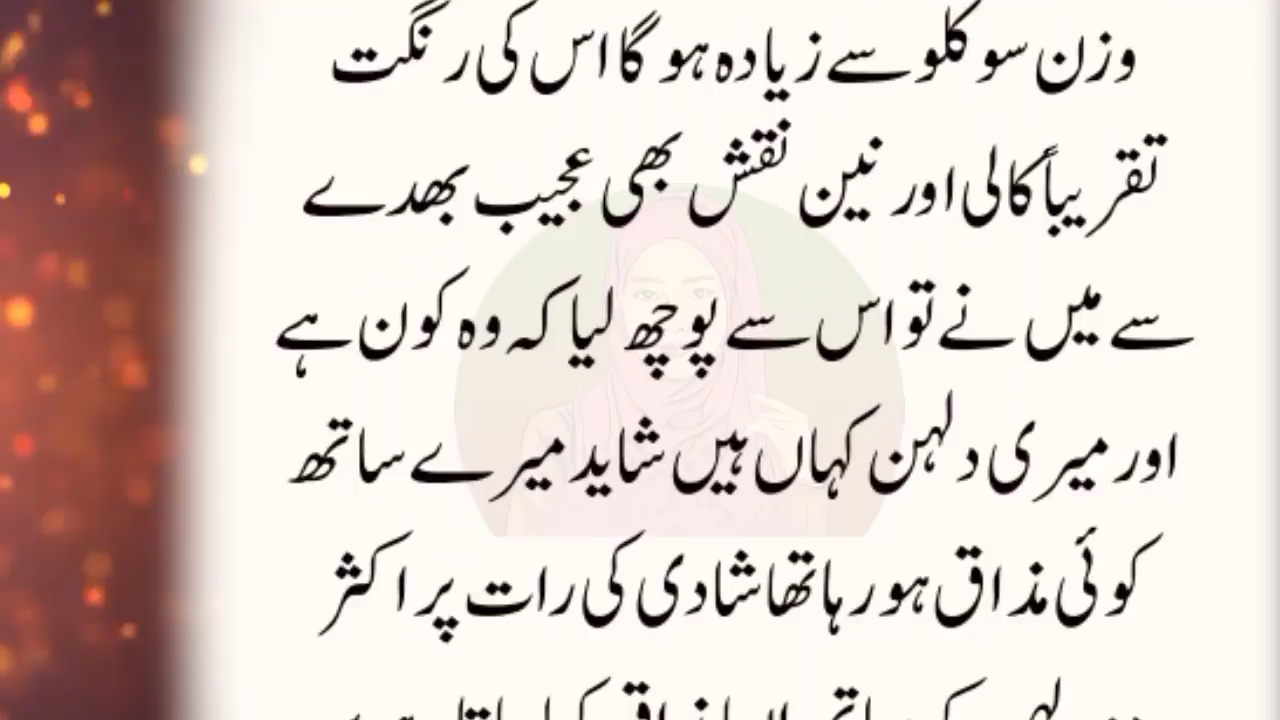 وزن سو کلو سے زیادہ ہو گا اس کی رنگت
تقریباً کالی اور نین نقش بھی عجیب بھدے
سے میں نے تو اس سے پوچھ لیا کہ وہ کون ہے
اور میری دلہن کہاں ہیں شاید میرے ساتھ
کوئی مذاق ہو رہا تھا شادی کی رات پر اکثر